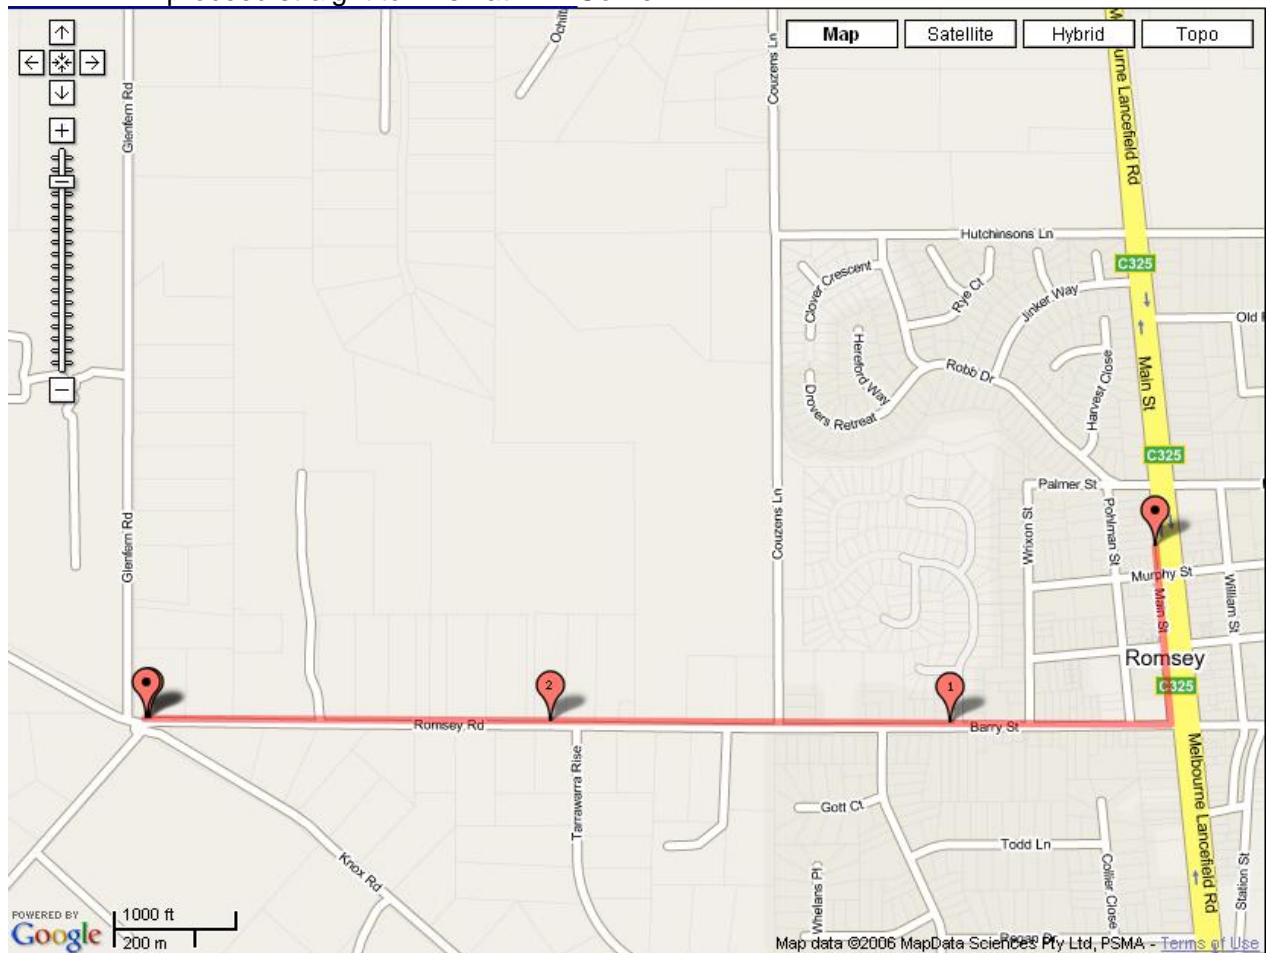 Map
Satellite
Hybrid
Topo
Glenfern Rd
Couzens Ln
Melbourne Lancefield Rd
Hutchinsons Ln
C325
Clover Crescent
Rye Ct
Jinker Way
Old
Hereford Way
Robb Dr
Drovers Retreat
Harvest Close
Main St
C325
Palmer St
Glenfern Rd
Couzens Ln
Wrixon St
Pohlman St
Murphy St
Main St
William St
Romsey
C325
2
1
Romsey Rd
Barry St
Tarrawarra Rise
Melbourne Lancefield Rd
Gott Ct
Todd Ln
Knox Rd
Whelans Pl
Collier Close
Station St
POWERED BY
Google
1000 ft
200 m
Map data ©2006 MapData Sciences Pty Ltd, PSMA - Terms of Use